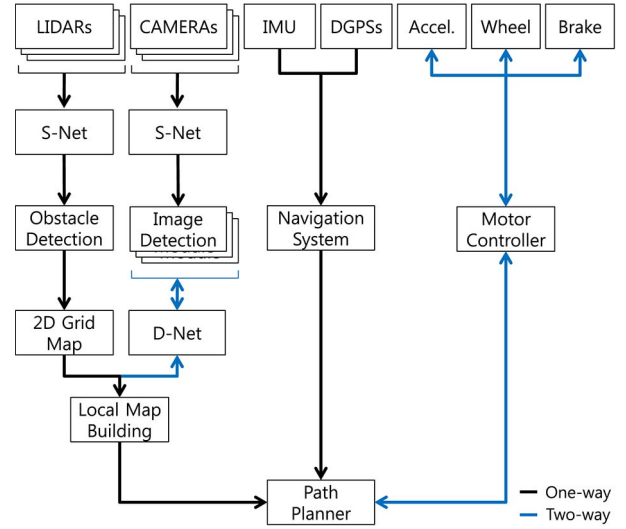 LIDARs
CAMERAs
IMU
DGPSs
Accel.
Wheel
Brake
S-Net
S-Net
Obstacle
Detection
Image
Detection
Navigation
System
Motor
Controller
2D Grid
Map
D-Net
Local Map
Building
Path
Planner
One-way
Two-way